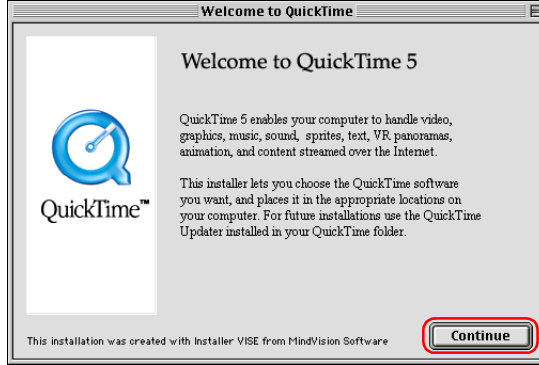 Welcome to QuickTime
Welcome to QuickTime 5
QuickTime 5 enables your computer to handle video,
graphics, music, sound, sprites, text, VR panoramas,
animation, and content streamed over the Internet.
This installer lets you choose the QuickTime software
you want, and places it in the appropriate locations on
your computer. For future installations use the QuickTime
Updater installed in your QuickTime folder.
QuickTime™
This installation was created with Installer VISE from MindVision Software
Continue